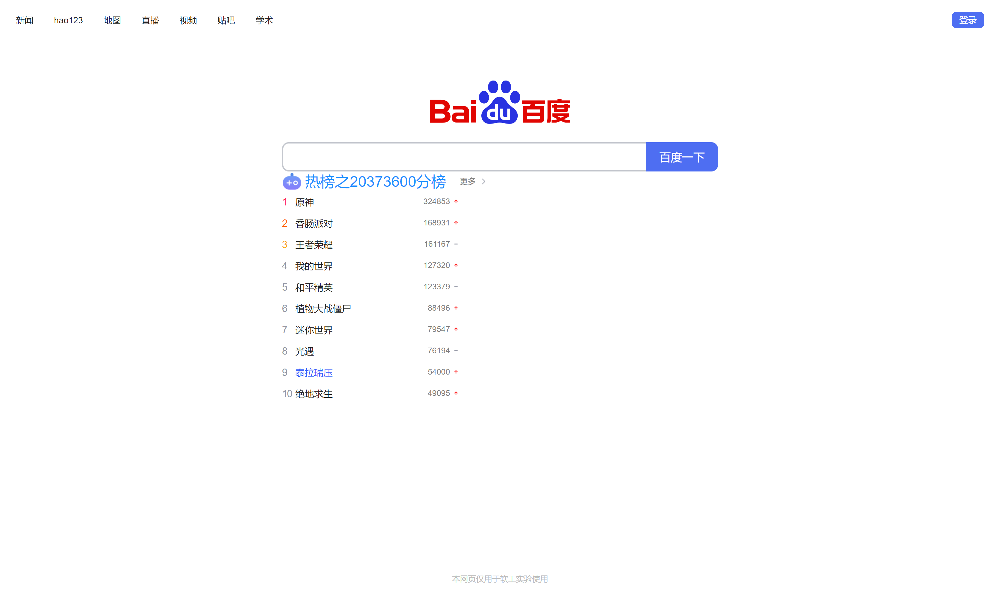 新闻 hao123 地图 直播 视频 贴吧 学术 登录
Bai du 百度
百度一下
热榜之20373600分榜 更多
1 原神 324853
2 香肠派对 168931
3 王者荣耀 161167
4 我的世界 127320
5 和平精英 123379
6 植物大战僵尸 88496
7 迷你世界 79547
8 光遇 76194
9 泰拉瑞压 54000
10 绝地求生 49095
本网页仅用于软工实验使用